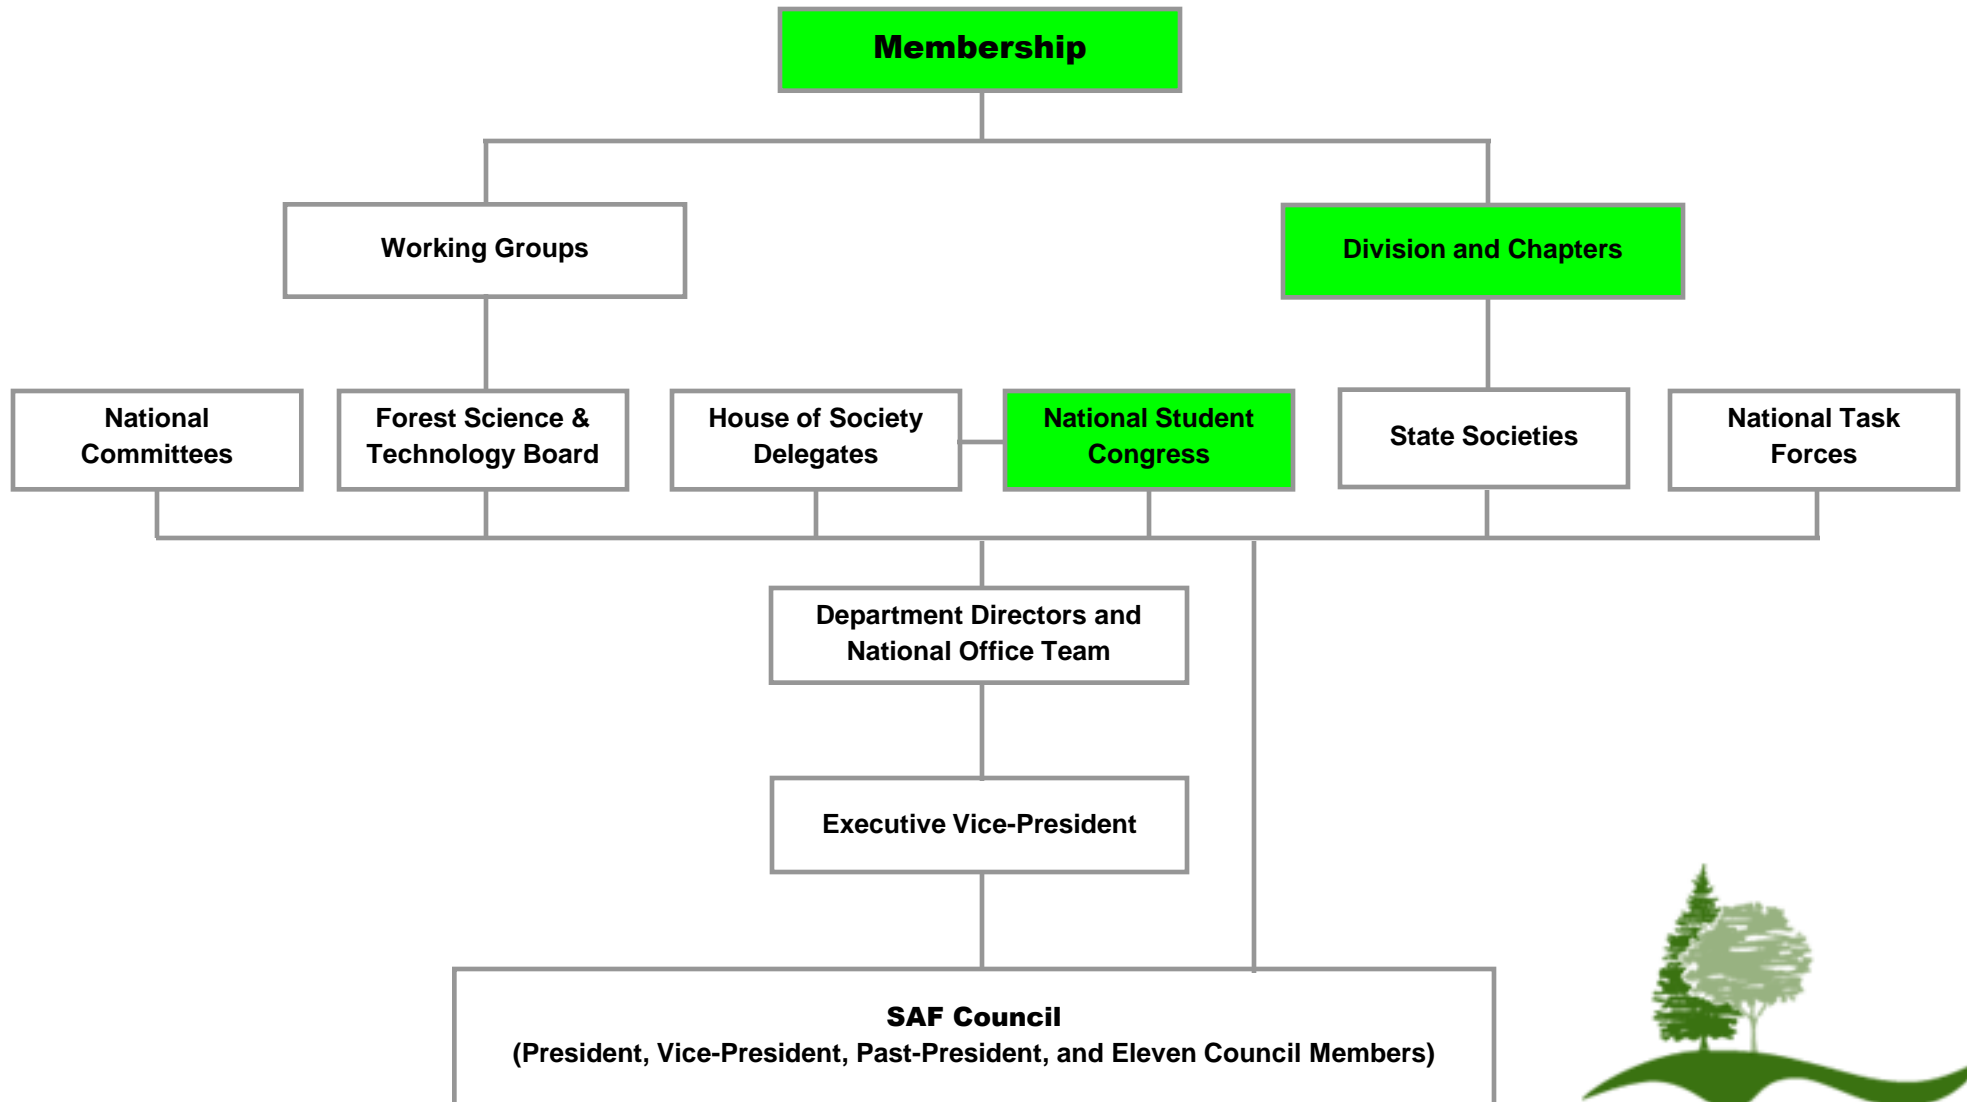 Membership
Working Groups
Division and Chapters
National
Committees
Forest Science &
Technology Board
House of Society
Delegates
National Student
Congress
State Societies
National Task
Forces
Department Directors and
National Office Team
Executive Vice-President
SAF Council
(President, Vice-President, Past-President, and Eleven Council Members)